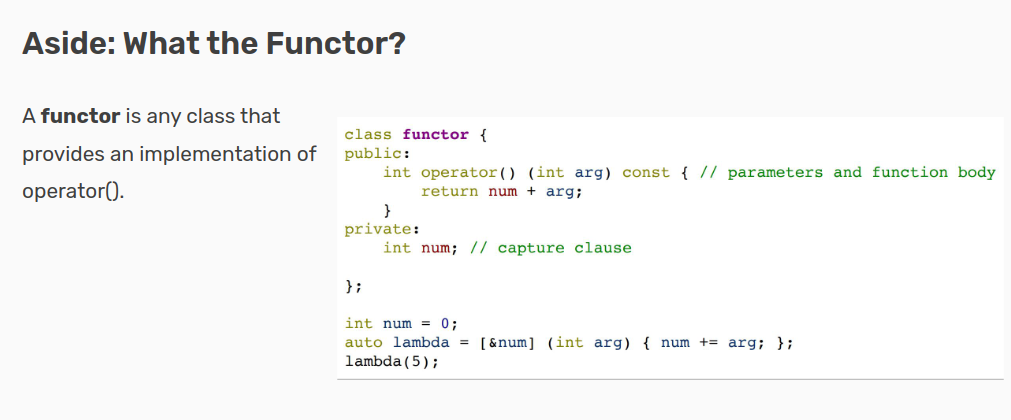 Aside: What the Functor?
A functor is any class that
provides an implementation of
operator().
class functor {
public:
    int operator() (int arg) const { // parameters and function body
        return num + arg;
    }
private:
    int num; // capture clause
};
int num = 0;
auto lambda = [&num] (int arg) { num += arg; };
lambda(5);